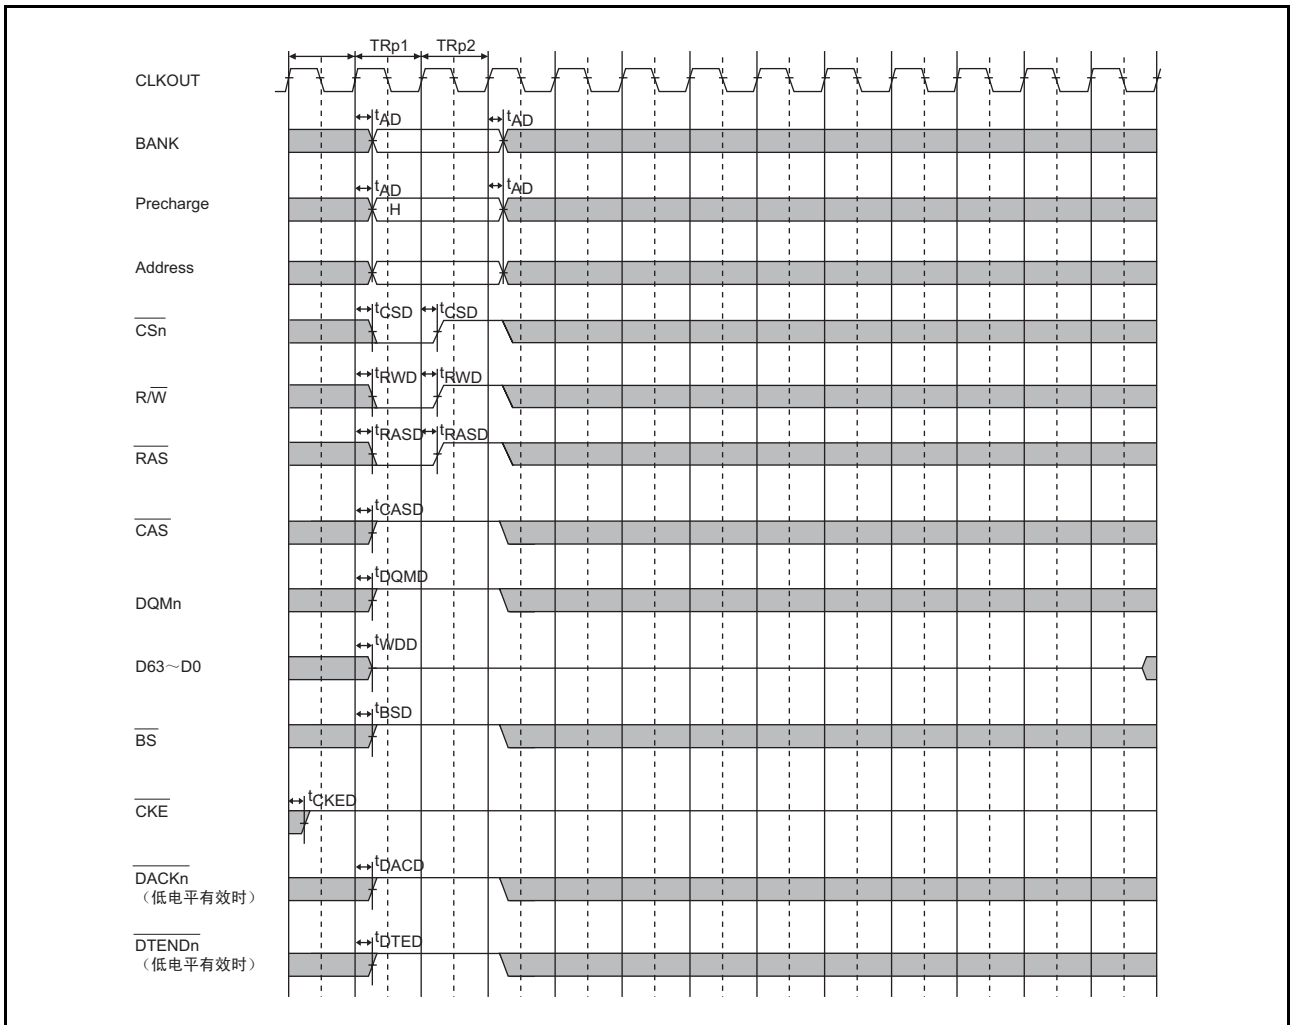 TRp1 TRp2
CLKOUT
tAD tAD
BANK
tAD tAD
Precharge
H
Address
tCSD tCSD
CSn
tRWD tRWD
R/W
tRASD tRASD
RAS
tCASD
CAS
tDQMD
DQMn
tWDD
D63～D0
tBSD
BS
tCKED
CKE
tDACD
DACKn
（低电平有效时）
tDTED
DTENDn
（低电平有效时）